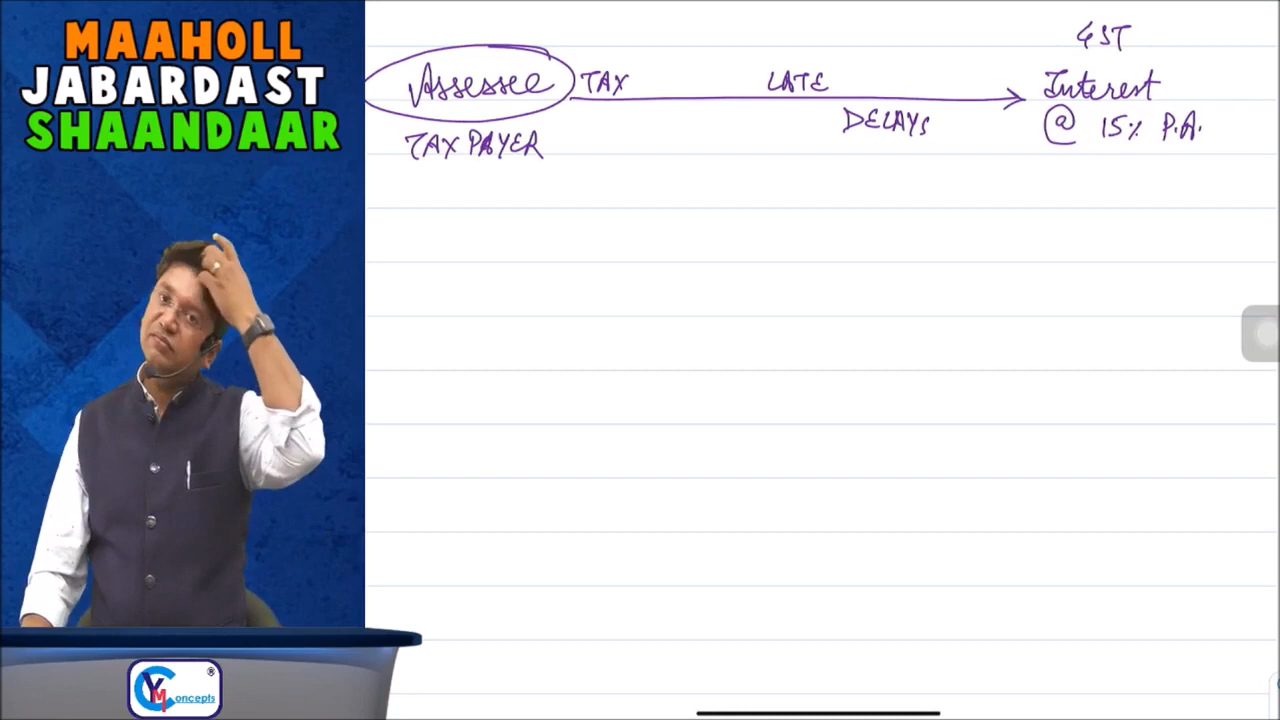 MAAHOLL
JABARDAST
SHAANDAAR
GST
Assessee TAX LATE Interest
TAX PAYER DELAYS @ 15% P.A.
YM Concepts ®